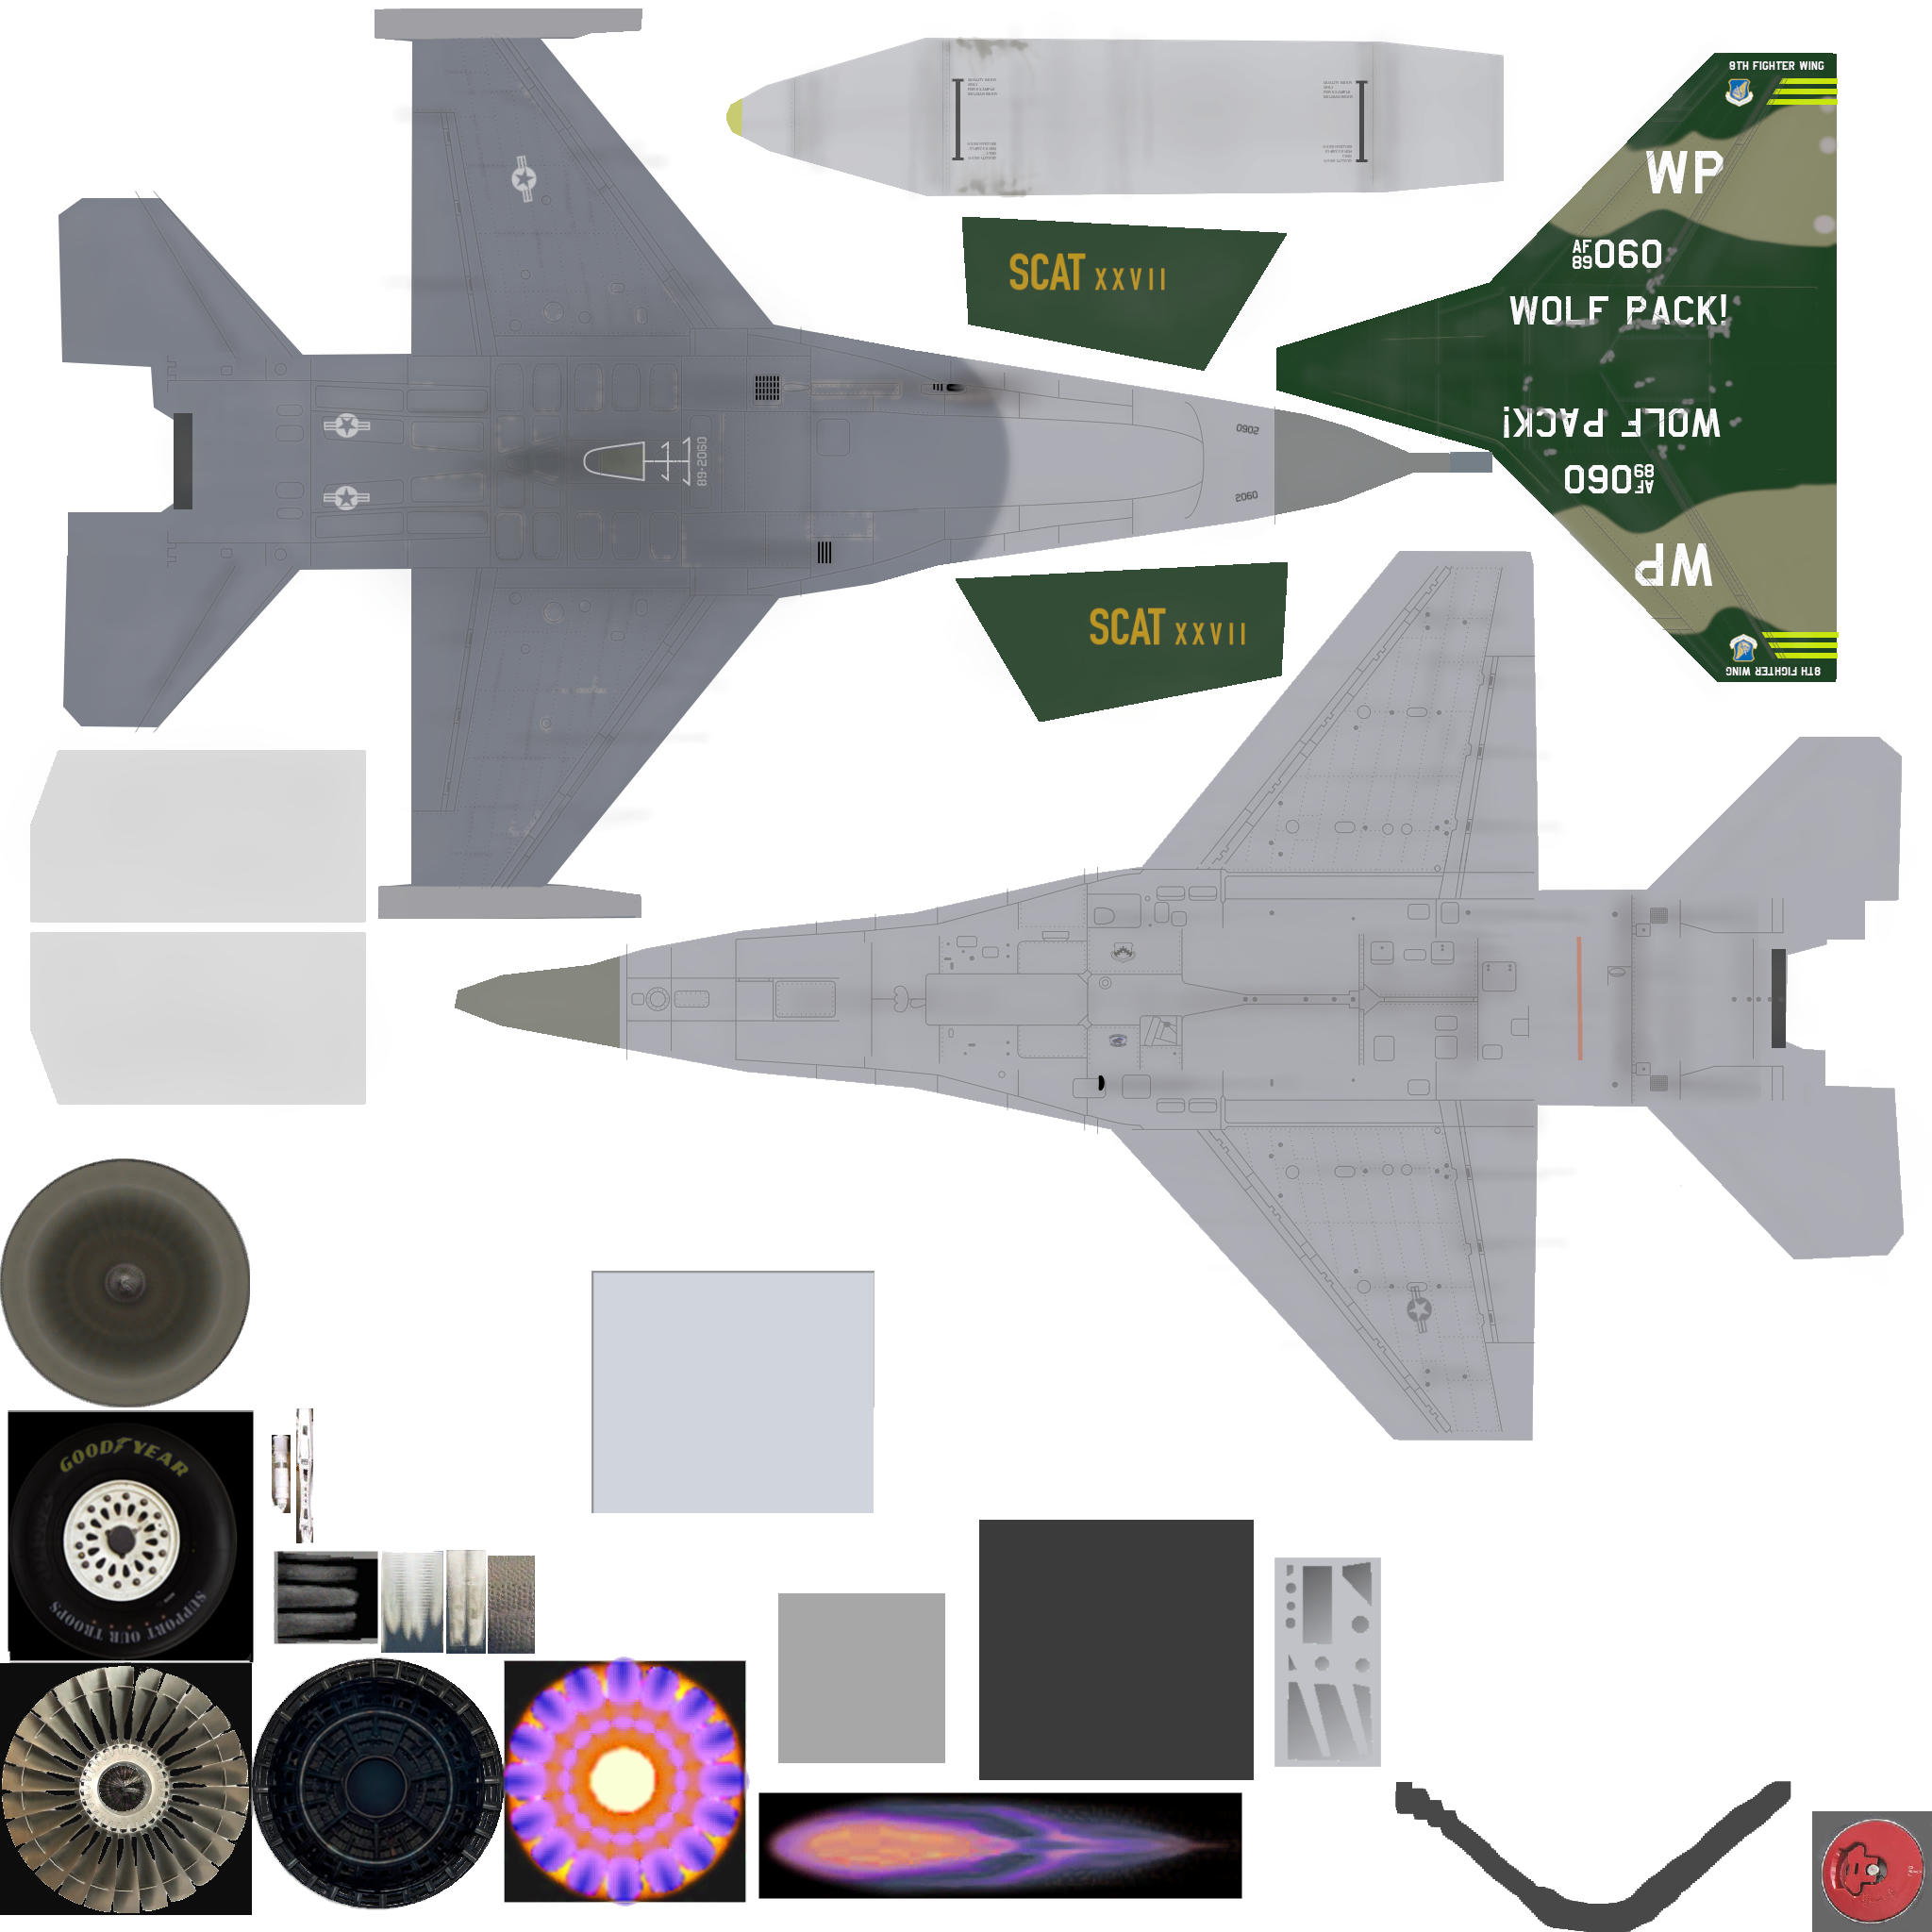 8TH FIGHTER WING
WP
AF
89 060
WOLF PACK!
WOLF PACK!
AF
89 060
WP
8TH FIGHTER WING
SCAT XXVII
SCAT XXVII
89-2060
2060
2060
GOODYEAR
SUPPORT OUR TROOPS